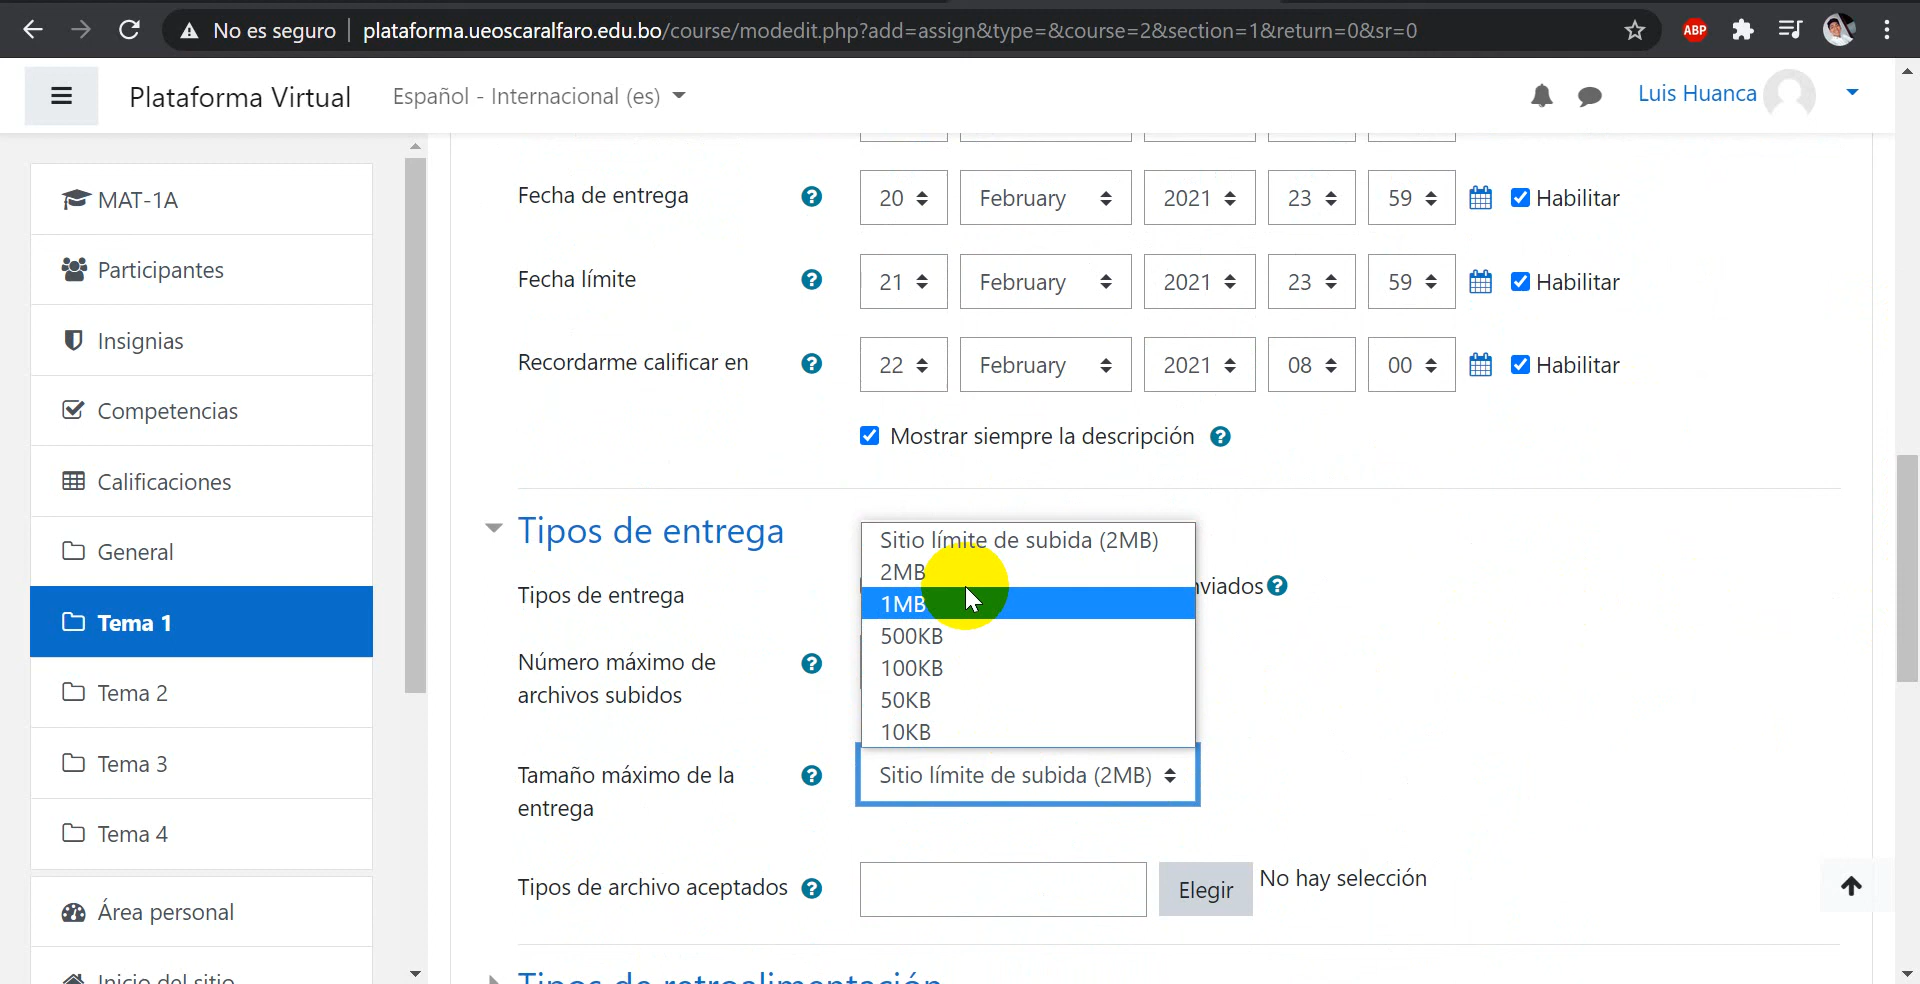 No es seguro plataforma.ueoscaralfaro.edu.bo/course/modedit.php?add=assign&type=&course=2&section=1&return=0&sr=0
ABP
Plataforma Virtual Español - Internacional (es) Luis Huanca
MAT-1A
Participantes
Insignias
Competencias
Calificaciones
General
Tema 1
Tema 2
Tema 3
Tema 4
Área personal
Inicio del sitio
Fecha de entrega ? 20 February 2021 23 59 Habilitar
Fecha límite ? 21 February 2021 23 59 Habilitar
Recordarme calificar en ? 22 February 2021 08 00 Habilitar
Mostrar siempre la descripción ?
Tipos de entrega
Tipos de entrega
nviados ?
Número máximo de ?
archivos subidos
Sitio límite de subida (2MB)
2MB
1MB
500KB
100KB
50KB
10KB
Tamaño máximo de la ? Sitio límite de subida (2MB)
entrega
Tipos de archivo aceptados ? Elegir No hay selección
Tipos de retroalimentación